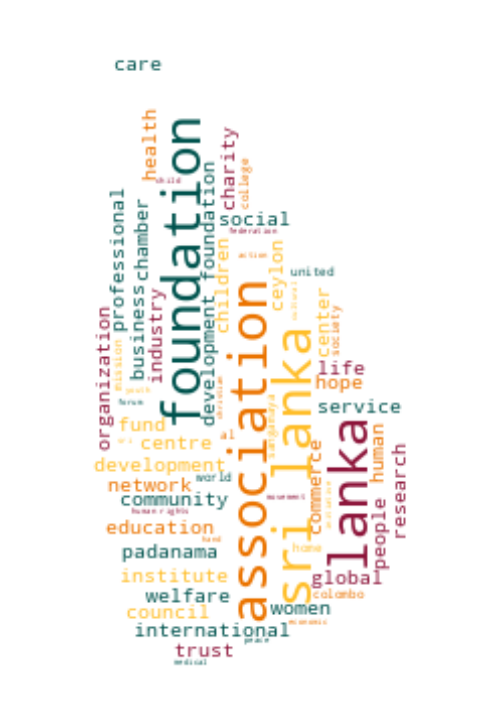 care
health
foundation
charity
child
college
development foundation
professional
chamber
social
federation
children
action
ceylon
united
business
industry
association
center
society
organization
mission
sri lanka
youth
forum
christian
life
hope
service
sangamaya
fund
centre
al
lanka
human
commerce
research
development
world
network
community
movement
human rights
people
education
home
padanama
institute
global
welfare
colombo
women
council
economic
international
peace
trust
medical